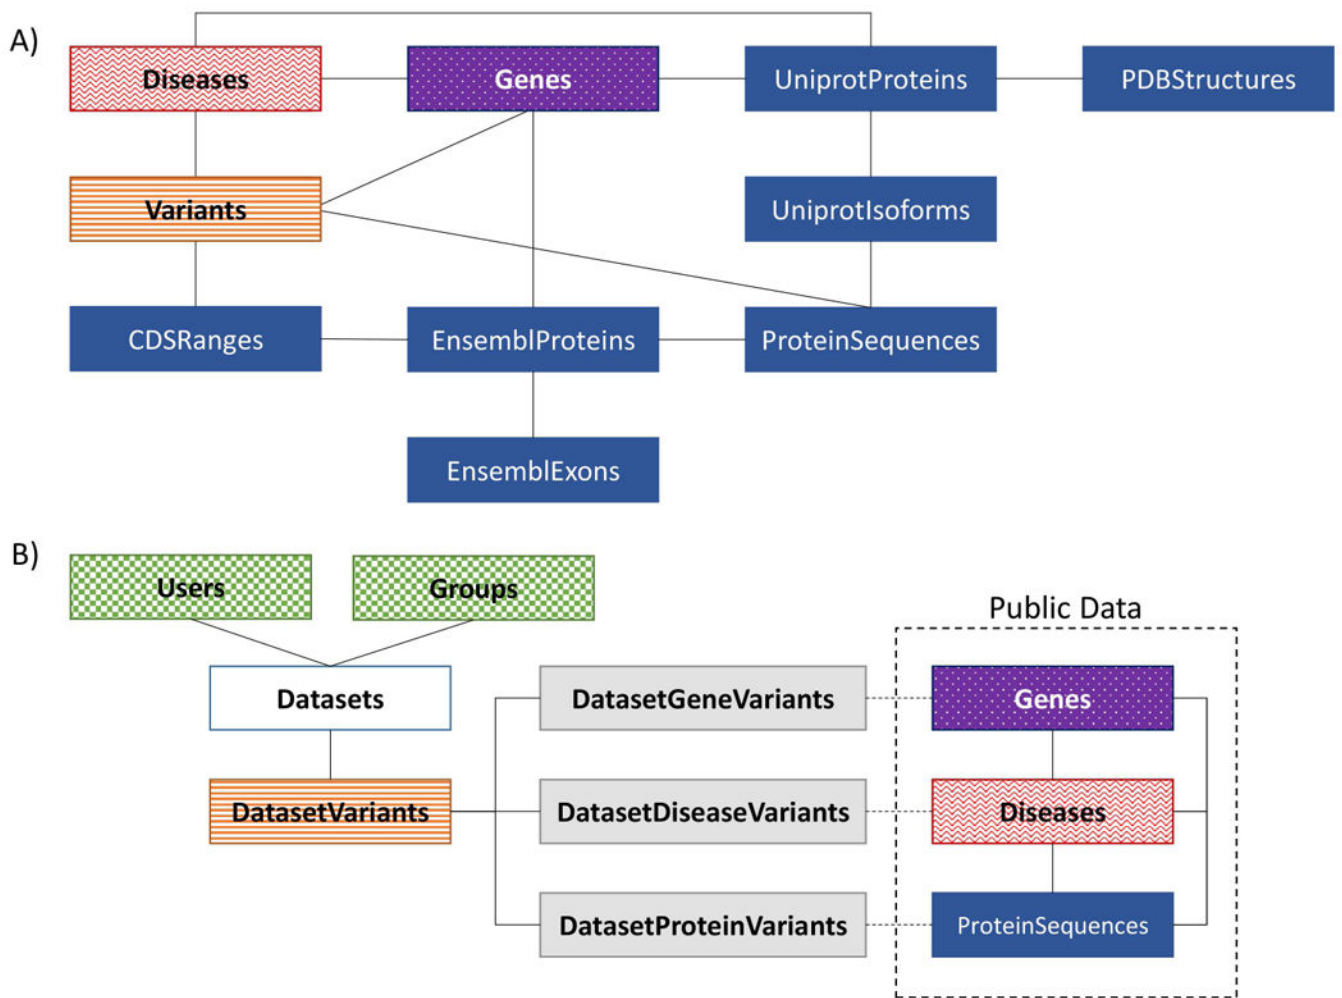 A)
Diseases
Genes
UniprotProteins
PDBStructures
Variants
UniprotIsoforms
CDSRanges
EnsemblProteins
ProteinSequences
EnsemblExons
B)
Users
Groups
Public Data
Datasets
DatasetGeneVariants
Genes
DatasetVariants
DatasetDiseaseVariants
Diseases
DatasetProteinVariants
ProteinSequences